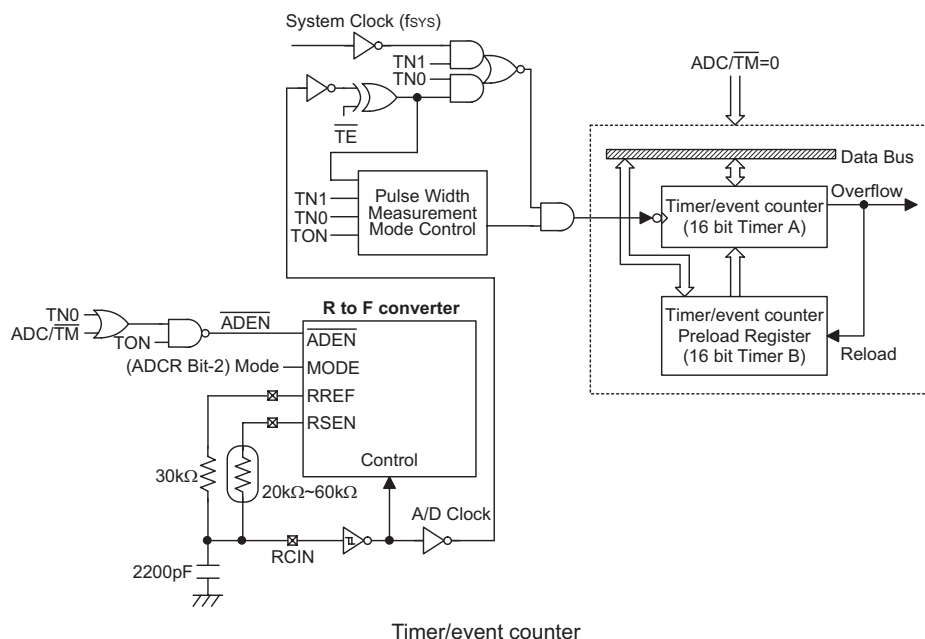 System Clock (fSYS)
TN1
TN0
TE
ADC/TM=0
Data Bus
Timer/event counter
(16 bit Timer A)
Overflow
Timer/event counter
Preload Register
(16 bit Timer B)
Reload
TN1
TN0
TON
Pulse Width
Measurement
Mode Control
R to F converter
TN0
ADC/TM
TON
ADEN
ADEN
(ADCR Bit-2) Mode
MODE
RREF
RSEN
Control
30kΩ
20kΩ~60kΩ
A/D Clock
RCIN
2200pF
Timer/event counter